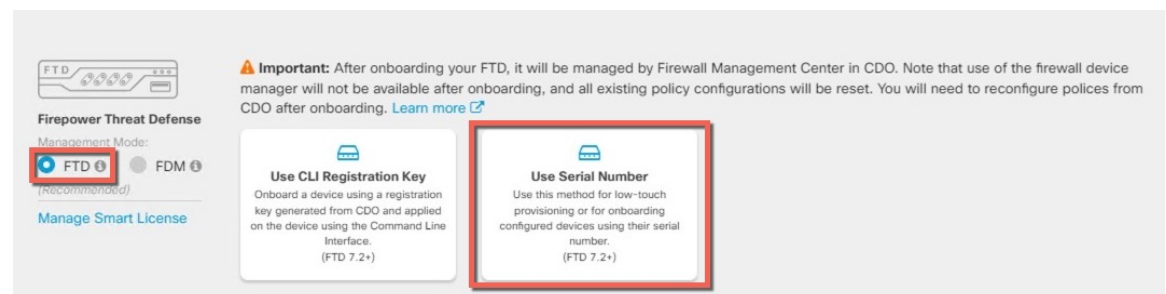 FTD
Firepower Threat Defense
Management Mode:
FTD FDM
(Recommended)
Manage Smart License
Important: After onboarding your FTD, it will be managed by Firewall Management Center in CDO. Note that use of the firewall device
manager will not be available after onboarding, and all existing policy configurations will be reset. You will need to reconfigure polices from
CDO after onboarding. Learn more
Use CLI Registration Key
Onboard a device using a registration
key generated from CDO and applied
on the device using the Command Line
Interface.
(FTD 7.2+)
Use Serial Number
Use this method for low-touch
provisioning or for onboarding
configured devices using their serial
number.
(FTD 7.2+)